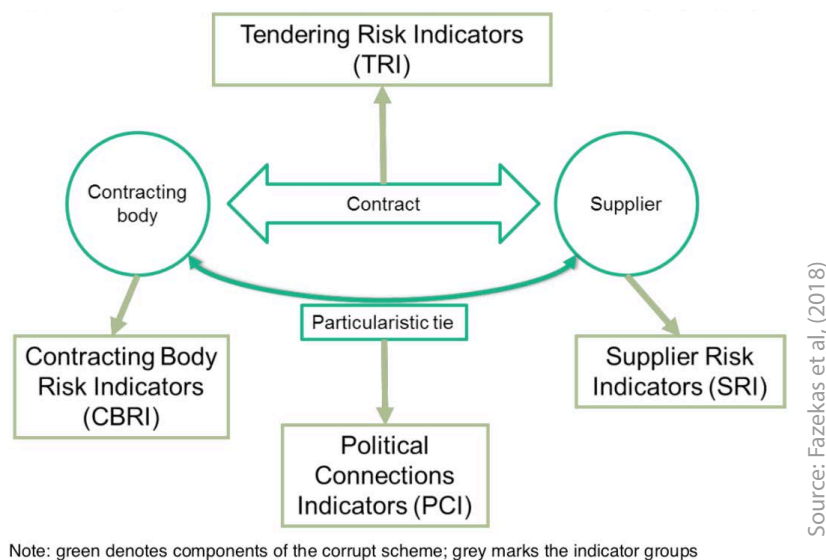 Tendering Risk Indicators
(TRI)
Contracting
body
Contract
Supplier
Particularistic tie
Contracting Body
Risk Indicators
(CBRI)
Supplier Risk
Indicators (SRI)
Political
Connections
Indicators (PCI)
Source: Fazekas et al, (2018)
Note: green denotes components of the corrupt scheme; grey marks the indicator groups